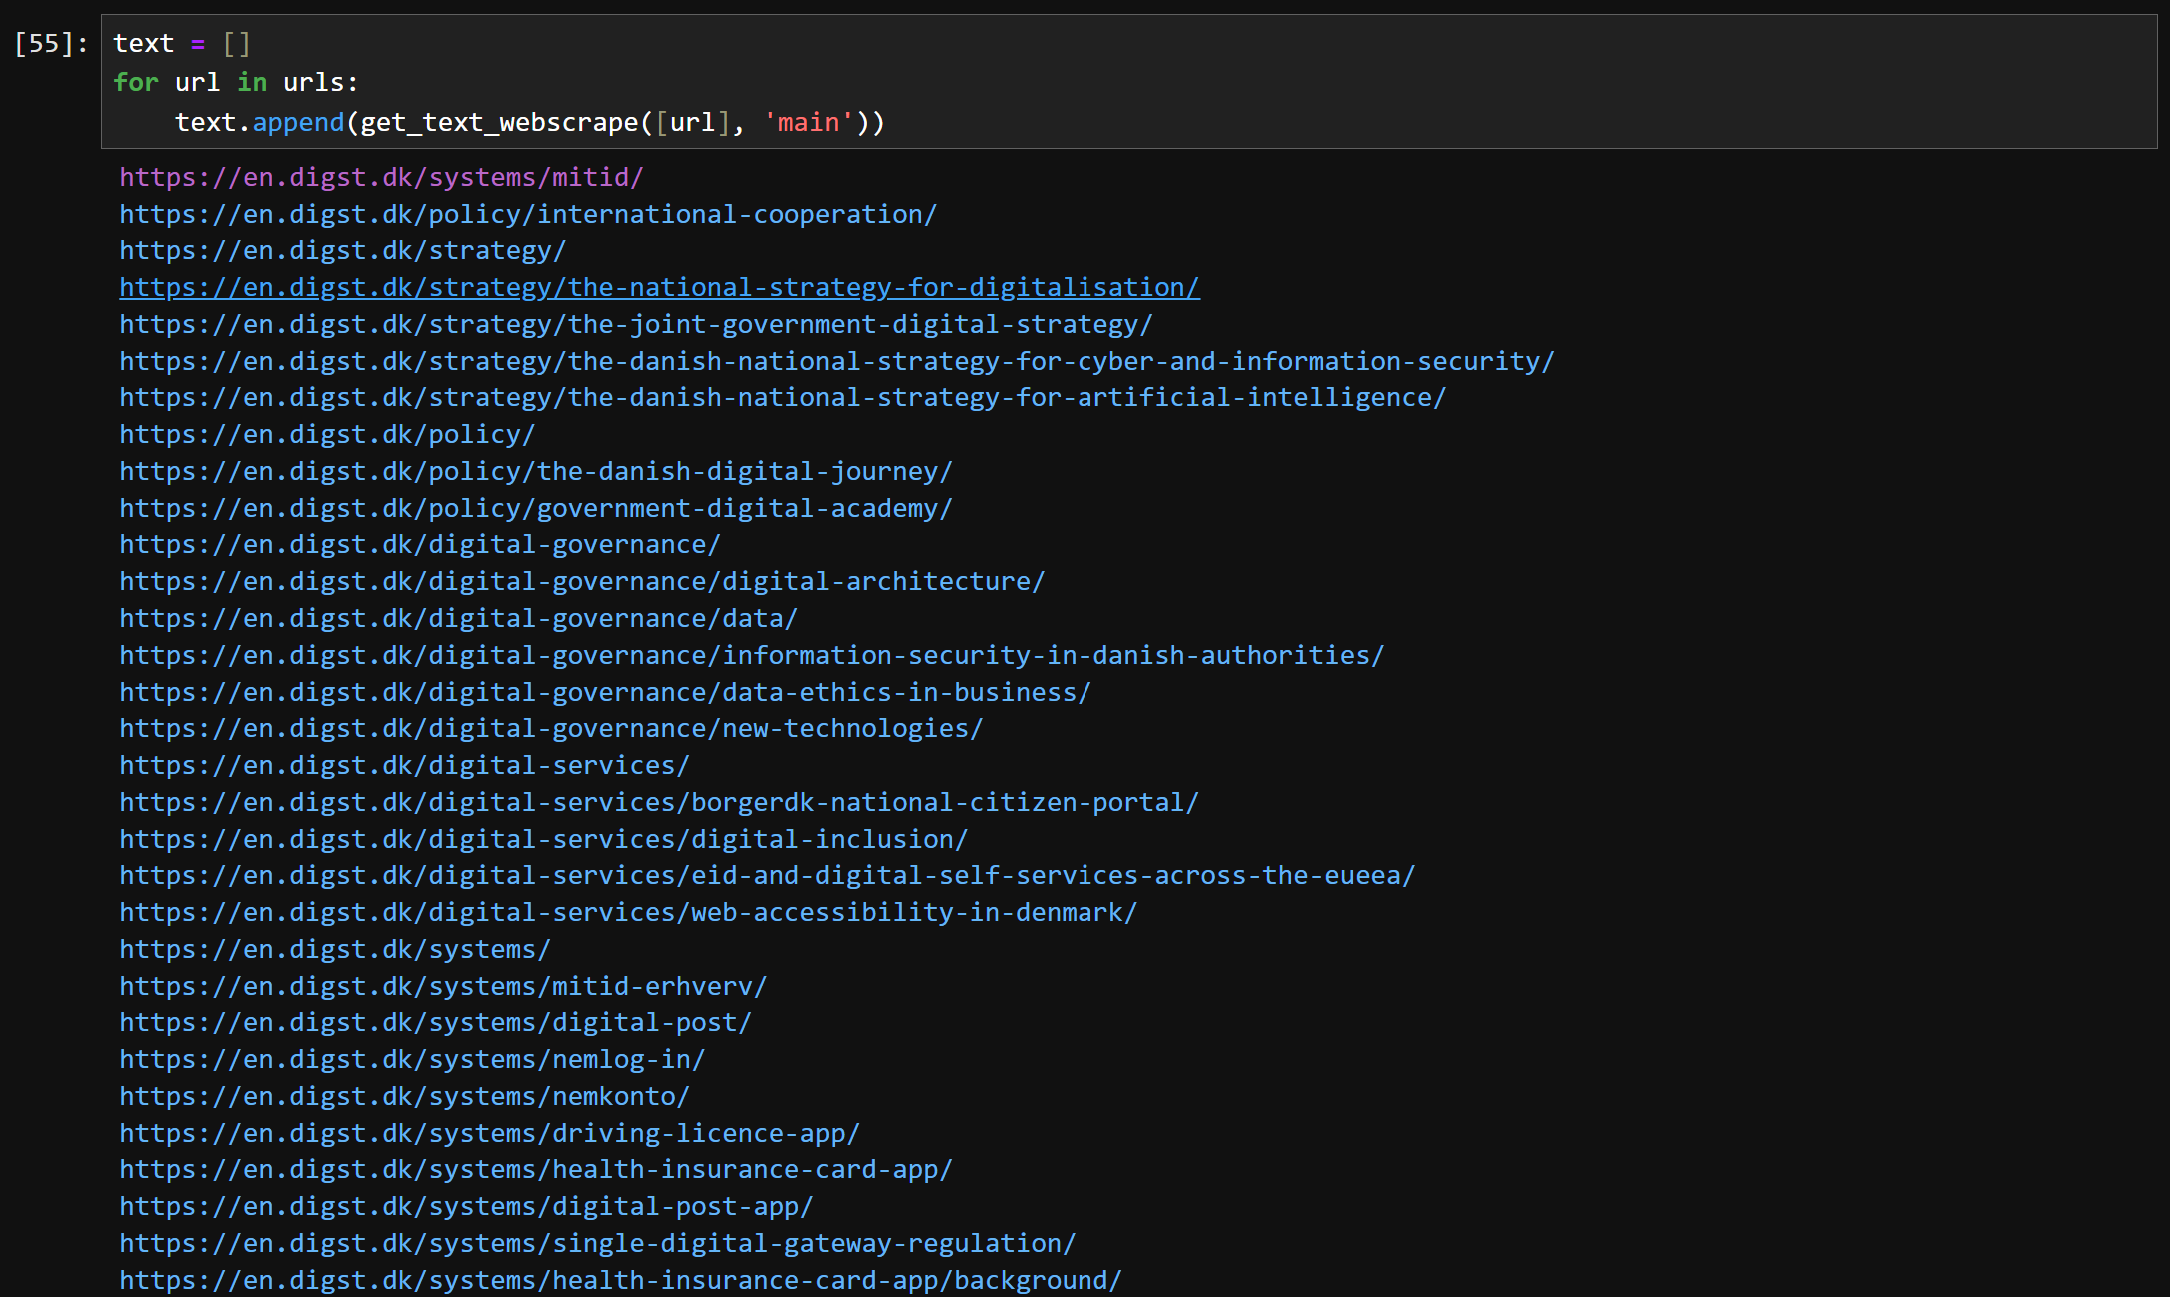 [55]: text = []
for url in urls:
    text.append(get_text_webscrape([url], 'main'))
https://en.digst.dk/systems/mitid/
https://en.digst.dk/policy/international-cooperation/
https://en.digst.dk/strategy/
https://en.digst.dk/strategy/the-national-strategy-for-digitalisation/
https://en.digst.dk/strategy/the-joint-government-digital-strategy/
https://en.digst.dk/strategy/the-danish-national-strategy-for-cyber-and-information-security/
https://en.digst.dk/strategy/the-danish-national-strategy-for-artificial-intelligence/
https://en.digst.dk/policy/
https://en.digst.dk/policy/the-danish-digital-journey/
https://en.digst.dk/policy/government-digital-academy/
https://en.digst.dk/digital-governance/
https://en.digst.dk/digital-governance/digital-architecture/
https://en.digst.dk/digital-governance/data/
https://en.digst.dk/digital-governance/information-security-in-danish-authorities/
https://en.digst.dk/digital-governance/data-ethics-in-business/
https://en.digst.dk/digital-governance/new-technologies/
https://en.digst.dk/digital-services/
https://en.digst.dk/digital-services/borgerdk-national-citizen-portal/
https://en.digst.dk/digital-services/digital-inclusion/
https://en.digst.dk/digital-services/eid-and-digital-self-services-across-the-eueea/
https://en.digst.dk/digital-services/web-accessibility-in-denmark/
https://en.digst.dk/systems/
https://en.digst.dk/systems/mitid-erhverv/
https://en.digst.dk/systems/digital-post/
https://en.digst.dk/systems/nemlog-in/
https://en.digst.dk/systems/nemkonto/
https://en.digst.dk/systems/driving-licence-app/
https://en.digst.dk/systems/health-insurance-card-app/
https://en.digst.dk/systems/digital-post-app/
https://en.digst.dk/systems/single-digital-gateway-regulation/
https://en.digst.dk/systems/health-insurance-card-app/background/